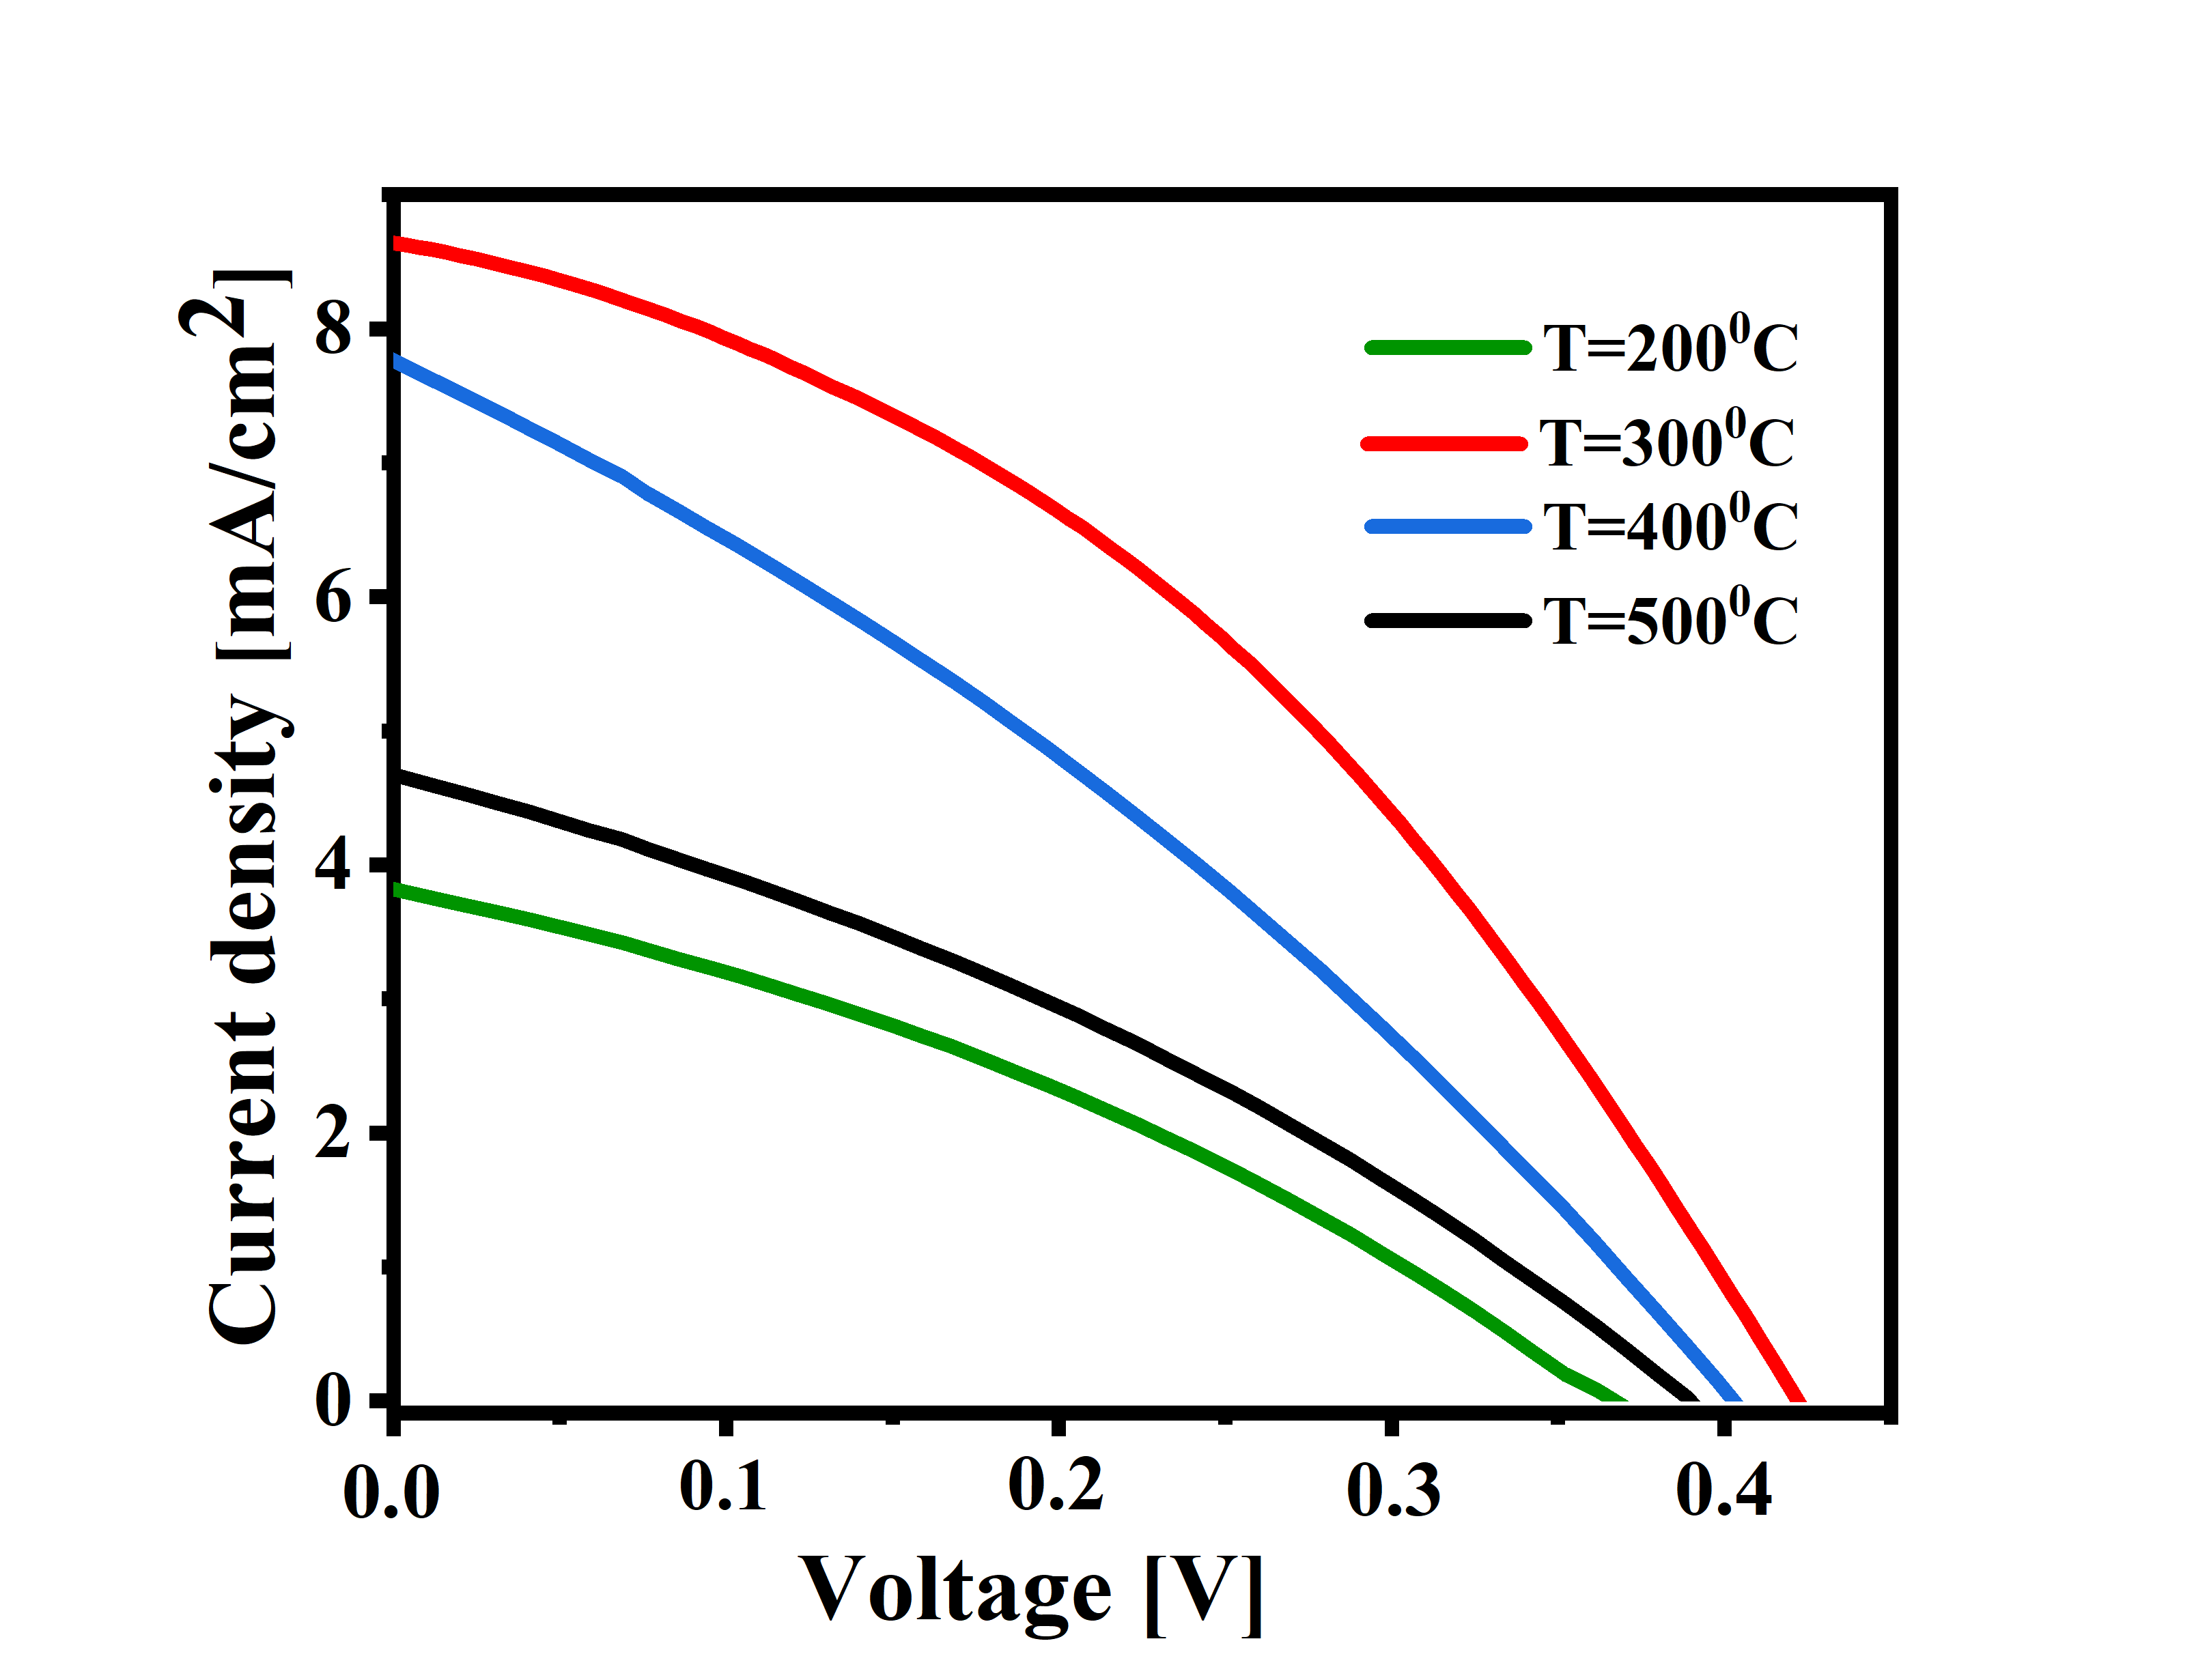 Current density [mA/cm²]
8
6
4
2
0
T=200⁰C
T=300⁰C
T=400⁰C
T=500⁰C
0.0 0.1 0.2 0.3 0.4
Voltage [V]